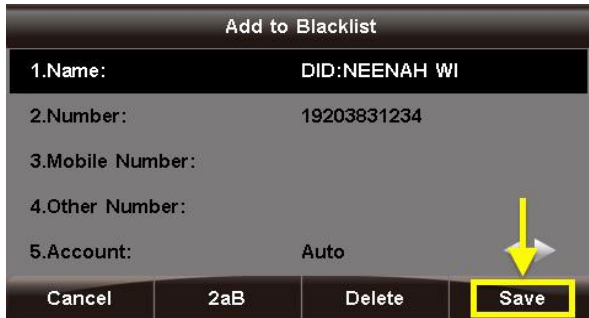 Add to Blacklist
1.Name: DID:NEENAH WI
2.Number: 19203831234
3.Mobile Number:
4.Other Number:
5.Account: Auto
Cancel 2aB Delete Save